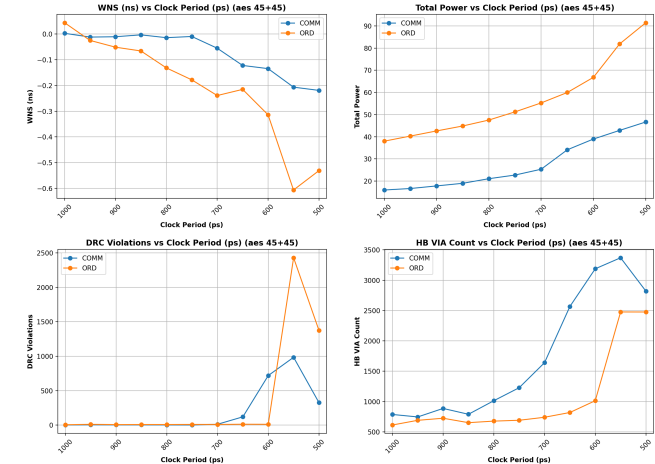 WNS (ns) vs Clock Period (ps) (aes 45+45)
COMM
ORD
WNS (ns)
0.0
−0.1
−0.2
−0.3
−0.4
−0.5
−0.6
1000
900
800
700
600
500
Clock Period (ps)
Total Power vs Clock Period (ps) (aes 45+45)
COMM
ORD
Total Power
90
80
70
60
50
40
30
20
1000
900
800
700
600
500
Clock Period (ps)
DRC Violations vs Clock Period (ps) (aes 45+45)
COMM
ORD
DRC Violations
2500
2000
1500
1000
500
0
1000
900
800
700
600
500
Clock Period (ps)
HB VIA Count vs Clock Period (ps) (aes 45+45)
COMM
ORD
HB VIA Count
3500
3000
2500
2000
1500
1000
500
1000
900
800
700
600
500
Clock Period (ps)